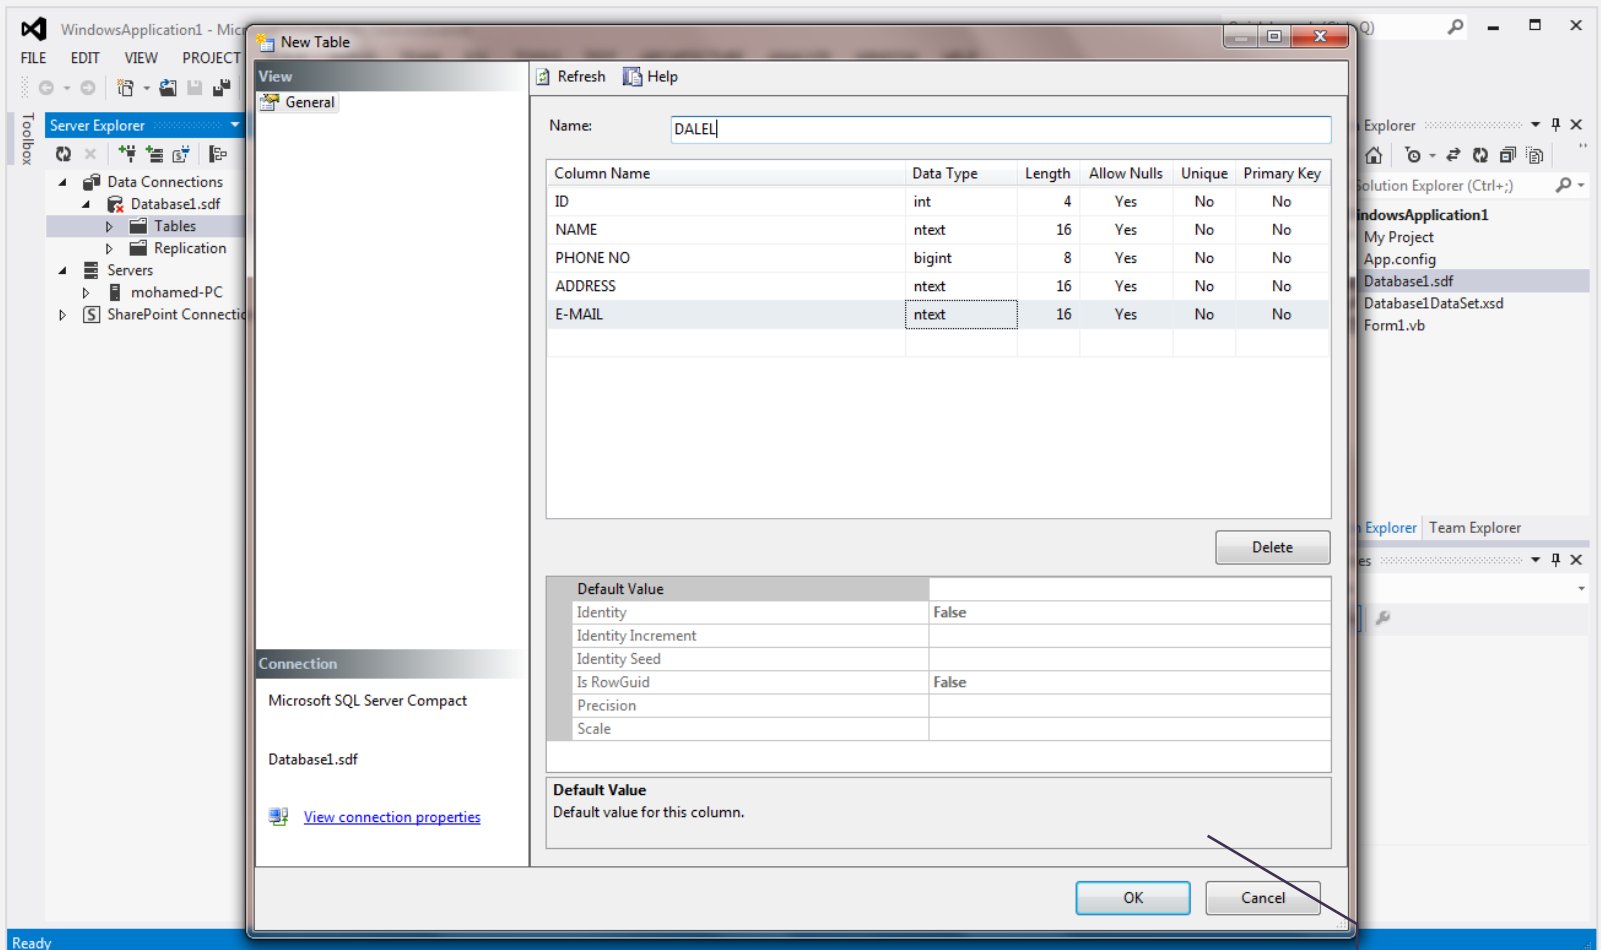 WindowsApplication1 - Micr
Q)
FILE EDIT VIEW PROJECT
Toolbox
Server Explorer
Data Connections
Database1.sdf
Tables
Replication
Servers
mohamed-PC
SharePoint Connectio
New Table
View
General
Refresh Help
Name: DALEL
Column Name Data Type Length Allow Nulls Unique Primary Key
ID int 4 Yes No No
NAME ntext 16 Yes No No
PHONE NO bigint 8 Yes No No
ADDRESS ntext 16 Yes No No
E-MAIL ntext 16 Yes No No
Delete
Default Value
Identity False
Identity Increment
Identity Seed
Is RowGuid False
Precision
Scale
Default Value
Default value for this column.
Connection
Microsoft SQL Server Compact
Database1.sdf
View connection properties
OK Cancel
Explorer
Solution Explorer (Ctrl+;)
indowsApplication1
My Project
App.config
Database1.sdf
Database1DataSet.xsd
Form1.vb
Explorer Team Explorer
es
Ready